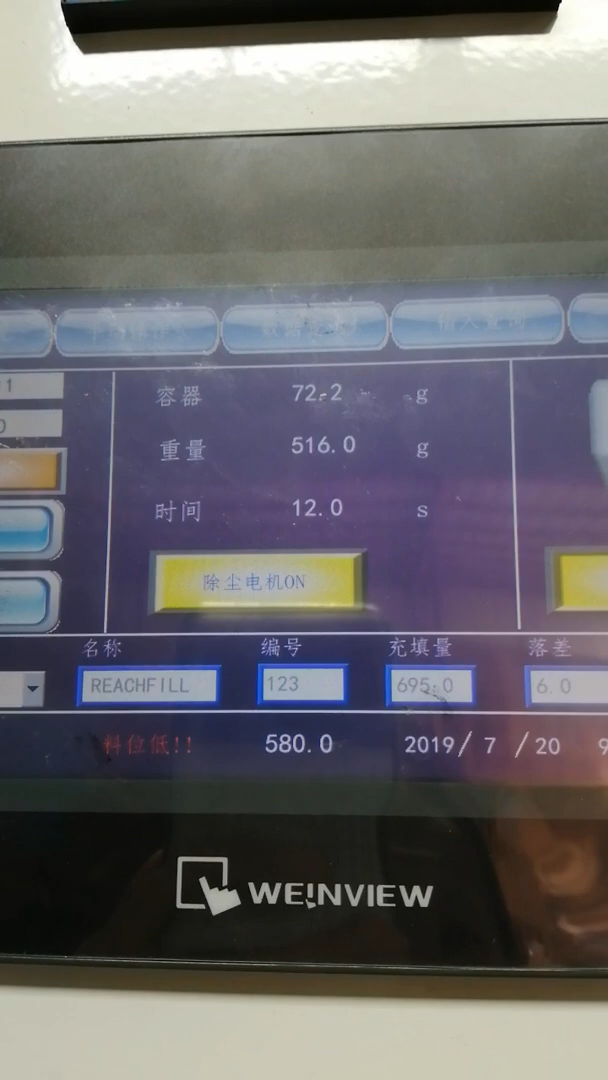 容器 72.2 g
重量 516.0 g
时间 12.0 s
除尘电机ON
名称 编号 充填量 落差
REACHFILL 123 695.0 6.0
料位低!! 580.0 2019/ 7 /20 9
WEINVIEW